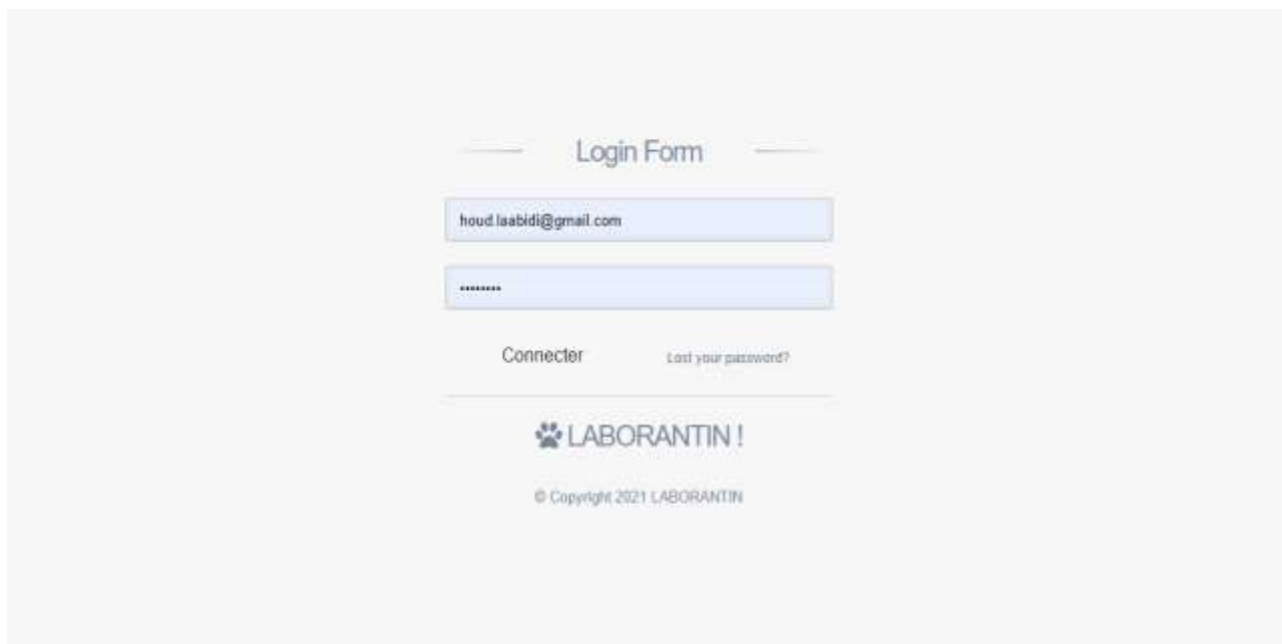 Login Form
houd.laabidi@gmail.com
••••••••
Connecter
Lost your password?
LABORANTIN !
© Copyright 2021 LABORANTIN